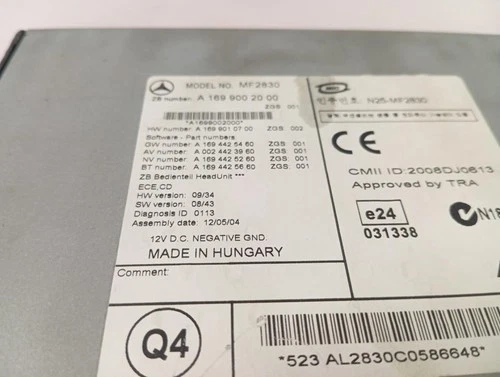 MODEL NO. MF2830
ZB number: A 169 900 20 00 ZGS 001
*A1699002000*
HW number: A 169 901 07 00 ZGS 002
Software - Part numbers:
GW number: A 169 442 54 60 ZGS 001
AV number: A 002 442 39 60 ZGS 001
NV number: A 169 442 52 60 ZGS 001
BT number: A 169 442 56 60 ZGS 001
ZB Bedienteil HeadUnit
ECE,CD
HW version: 09/34
SW version: 08/43
Diagnosis ID 0113
Assembly date: 12/05/04
12V D.C. NEGATIVE GND.
MADE IN HUNGARY
Comment:
N25-MF2830
CE
CMII ID:2008DJ0613
Approved by TRA
e24
031338
N18
Q4
*523 AL2830C0586648*